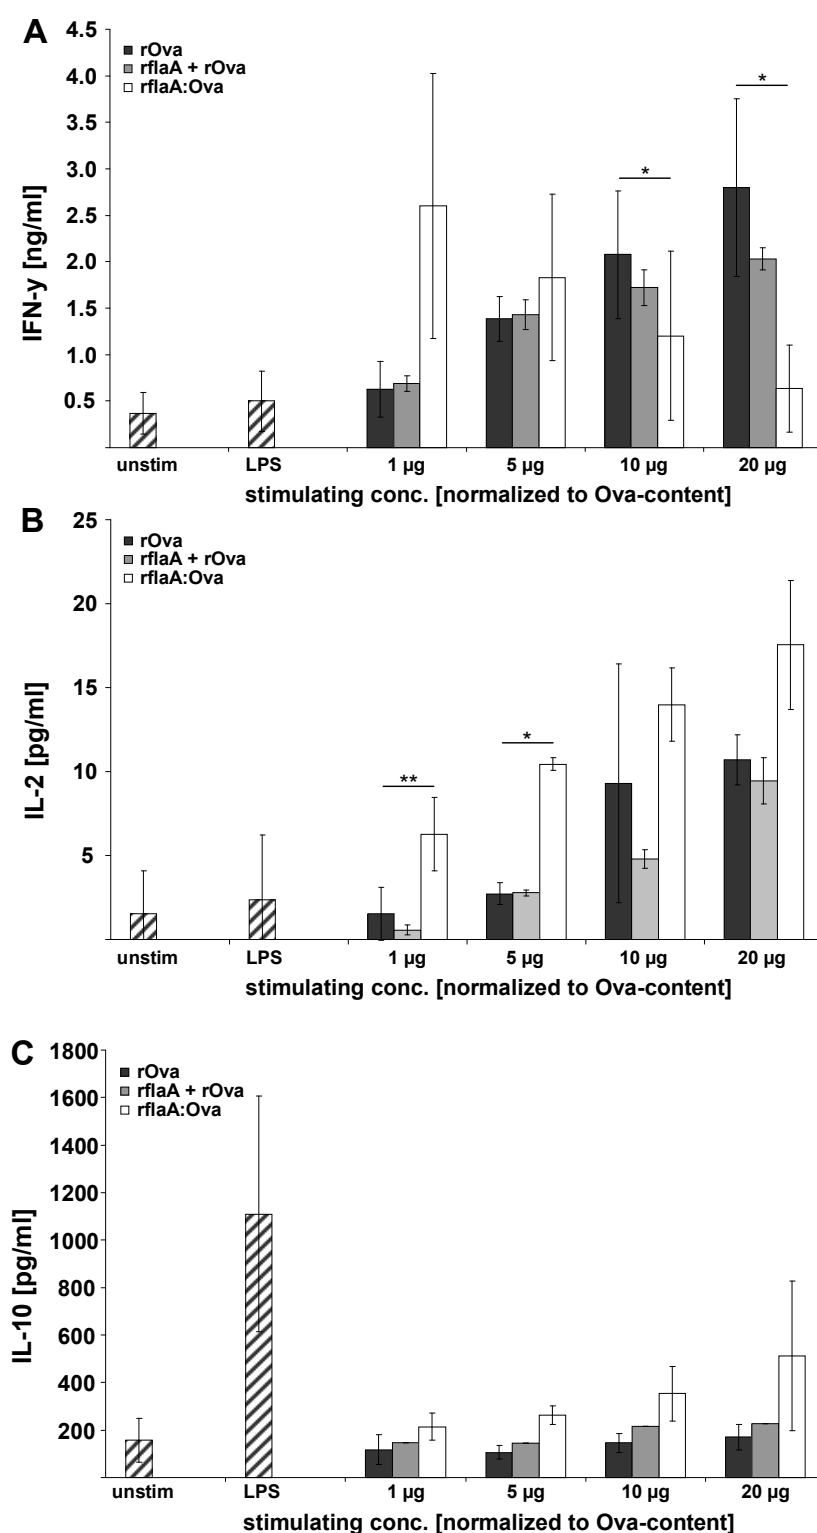 A
4.5
4.0
3.5
3.0
2.5
2.0
1.5
1.0
0.5
IFN-y [ng/ml]
rOva
rflaA + rOva
rflaA:Ova
*
*
unstim LPS 1 µg 5 µg 10 µg 20 µg
stimulating conc. [normalized to Ova-content]
B
25
20
15
10
5
IL-2 [pg/ml]
rOva
rflaA + rOva
rflaA:Ova
**
*
unstim LPS 1 µg 5 µg 10 µg 20 µg
stimulating conc. [normalized to Ova-content]
C
1800
1600
1400
1200
1000
800
600
400
200
IL-10 [pg/ml]
rOva
rflaA + rOva
rflaA:Ova
unstim LPS 1 µg 5 µg 10 µg 20 µg
stimulating conc. [normalized to Ova-content]